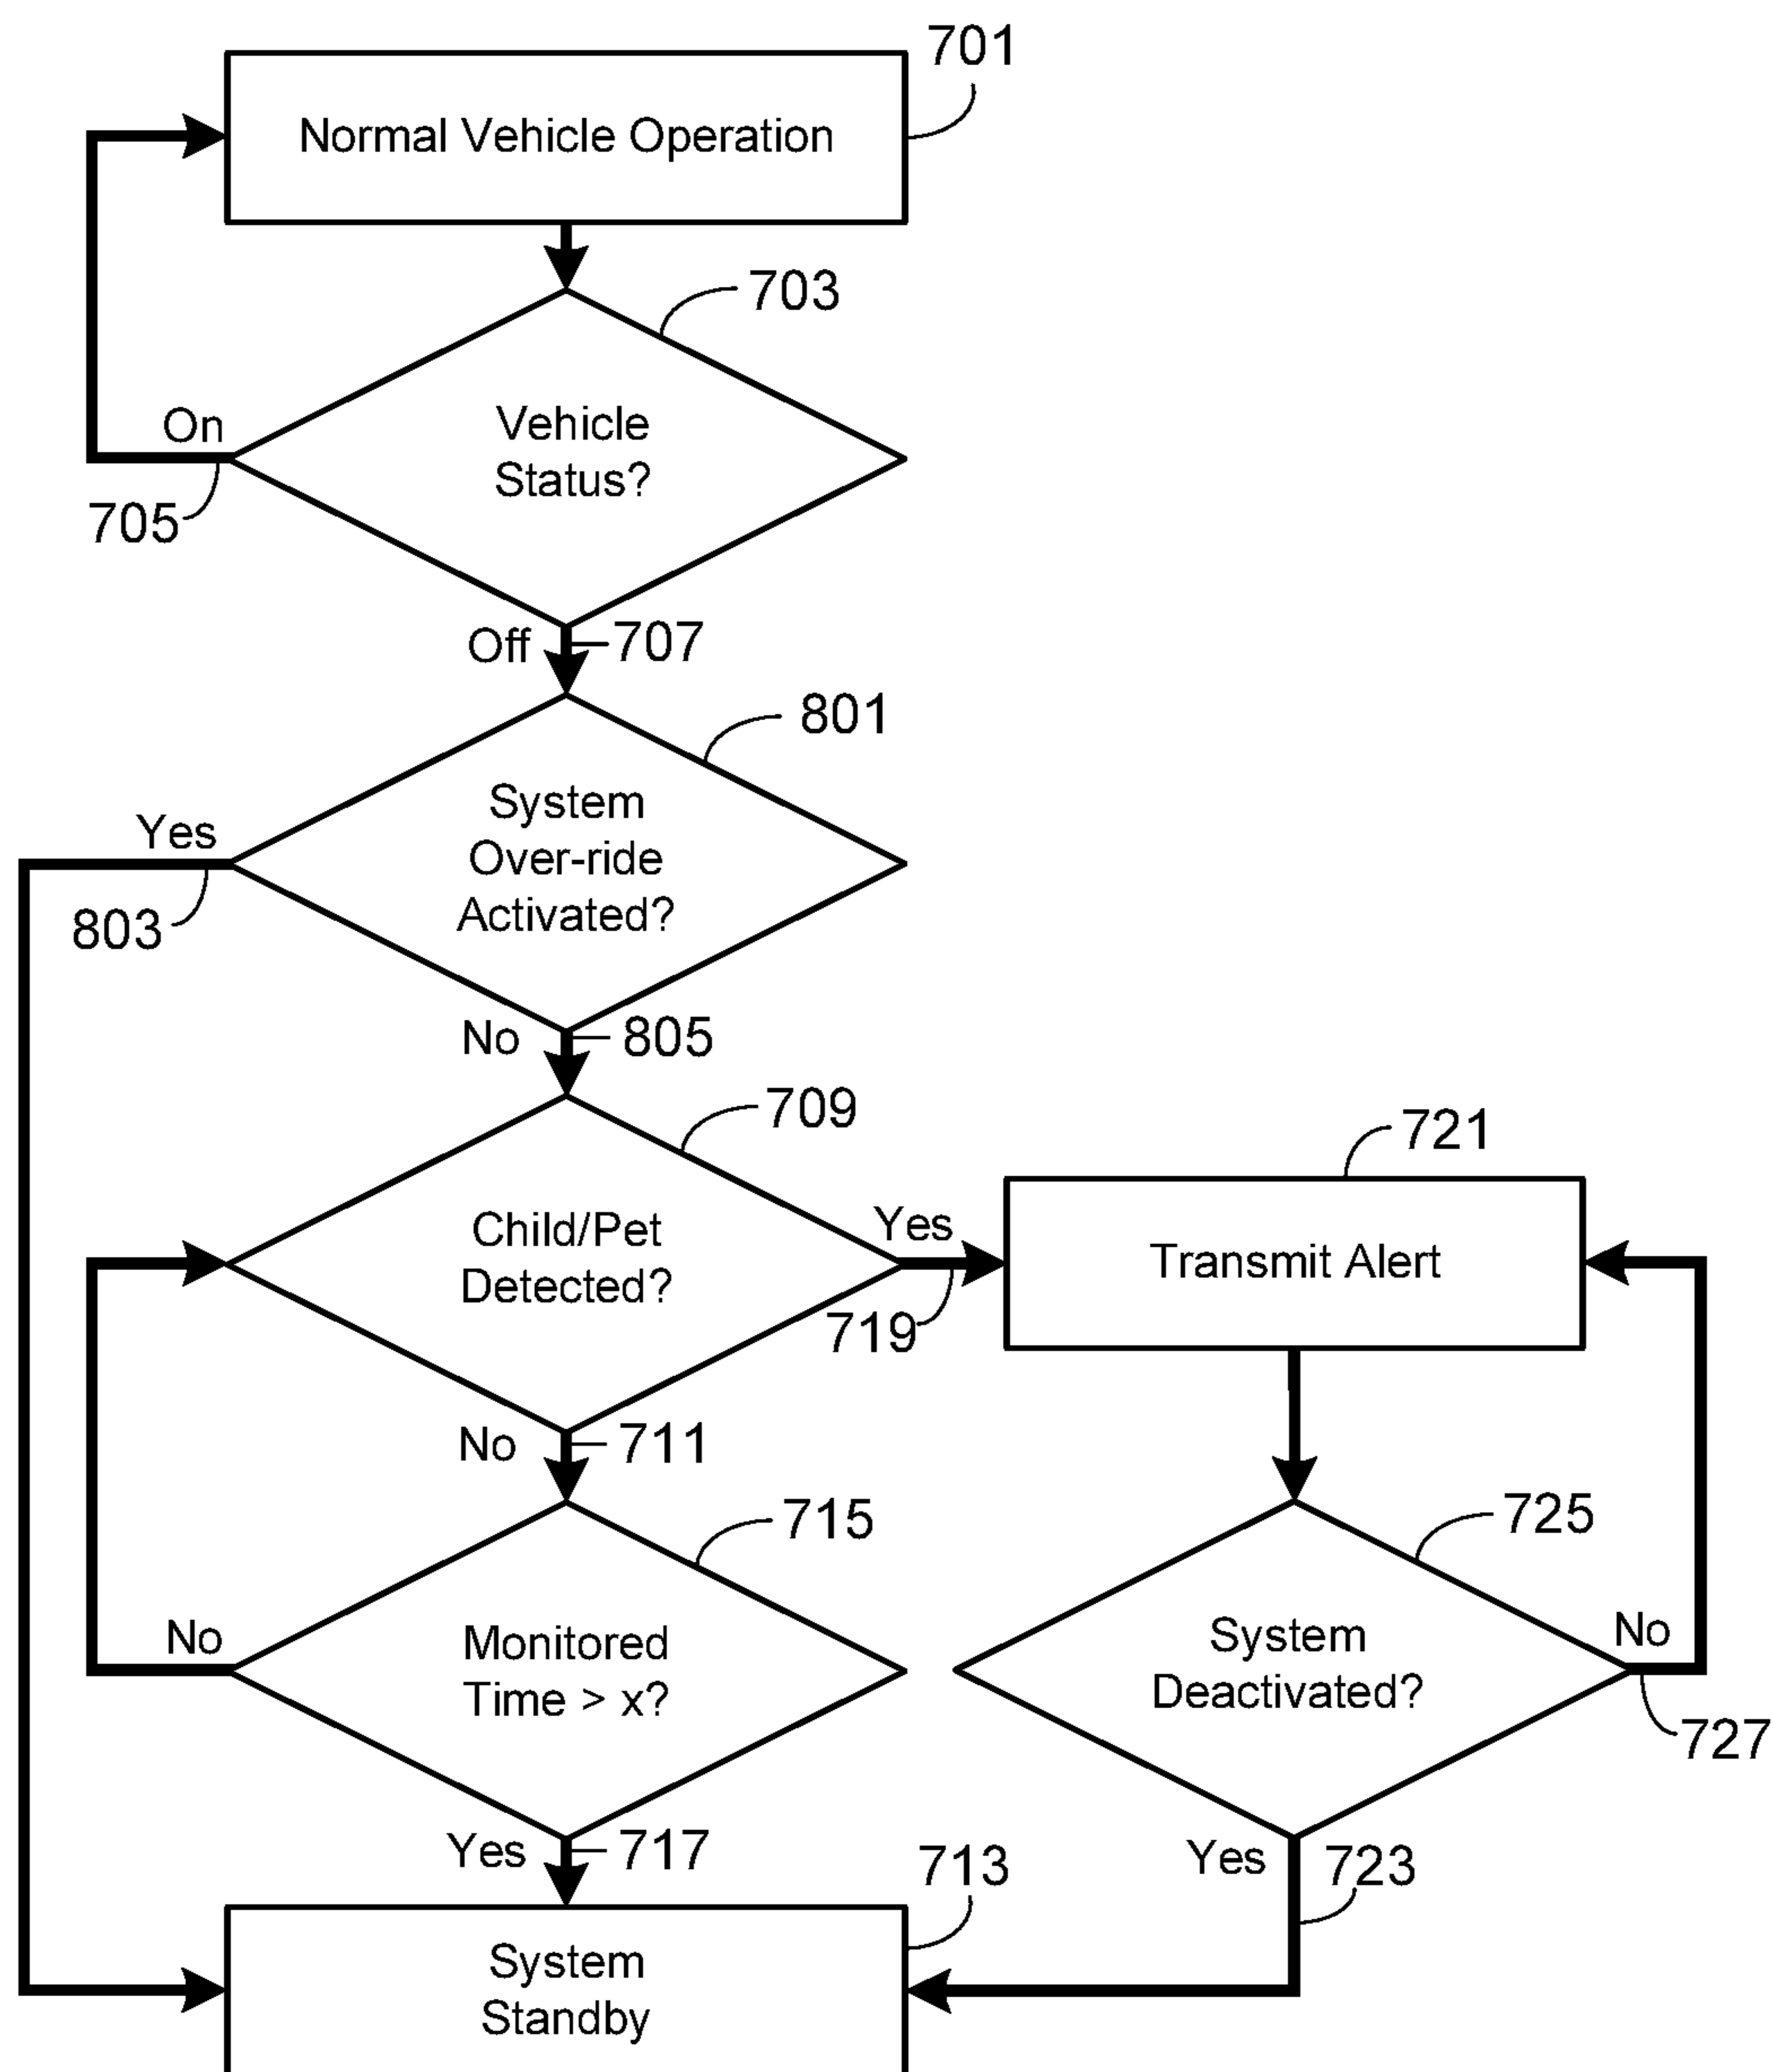 701
Normal Vehicle Operation
703
Vehicle
Status?
On
705
Off
707
801
System
Over-ride
Activated?
Yes
803
No
805
709
Child/Pet
Detected?
Yes
719
721
Transmit Alert
No
711
715
Monitored
Time > x?
No
725
System
Deactivated?
No
727
Yes
717
Yes
723
713
System
Standby